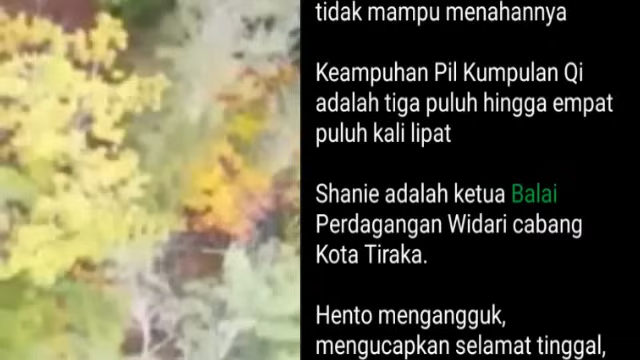 tidak mampu menahannya
Keampuhan Pil Kumpulan Qi
adalah tiga puluh hingga empat
puluh kali lipat
Shanie adalah ketua Balai
Perdagangan Widari cabang
Kota Tiraka.
Hento mengangguk,
mengucapkan selamat tinggal,